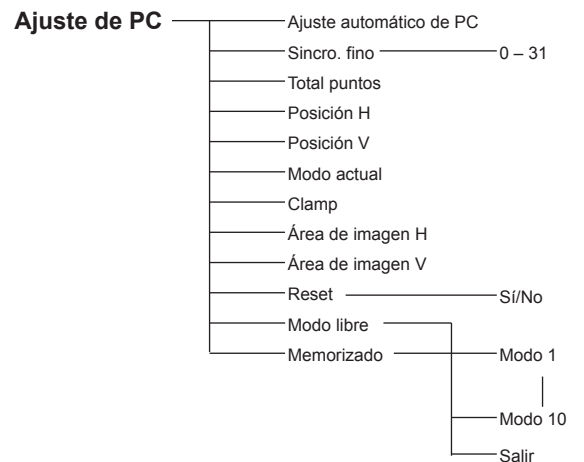 Ajuste de PC
Ajuste automático de PC
Sincro. fino 0 – 31
Total puntos
Posición H
Posición V
Modo actual
Clamp
Área de imagen H
Área de imagen V
Reset Sí/No
Modo libre
Memorizado Modo 1
Modo 10
Salir